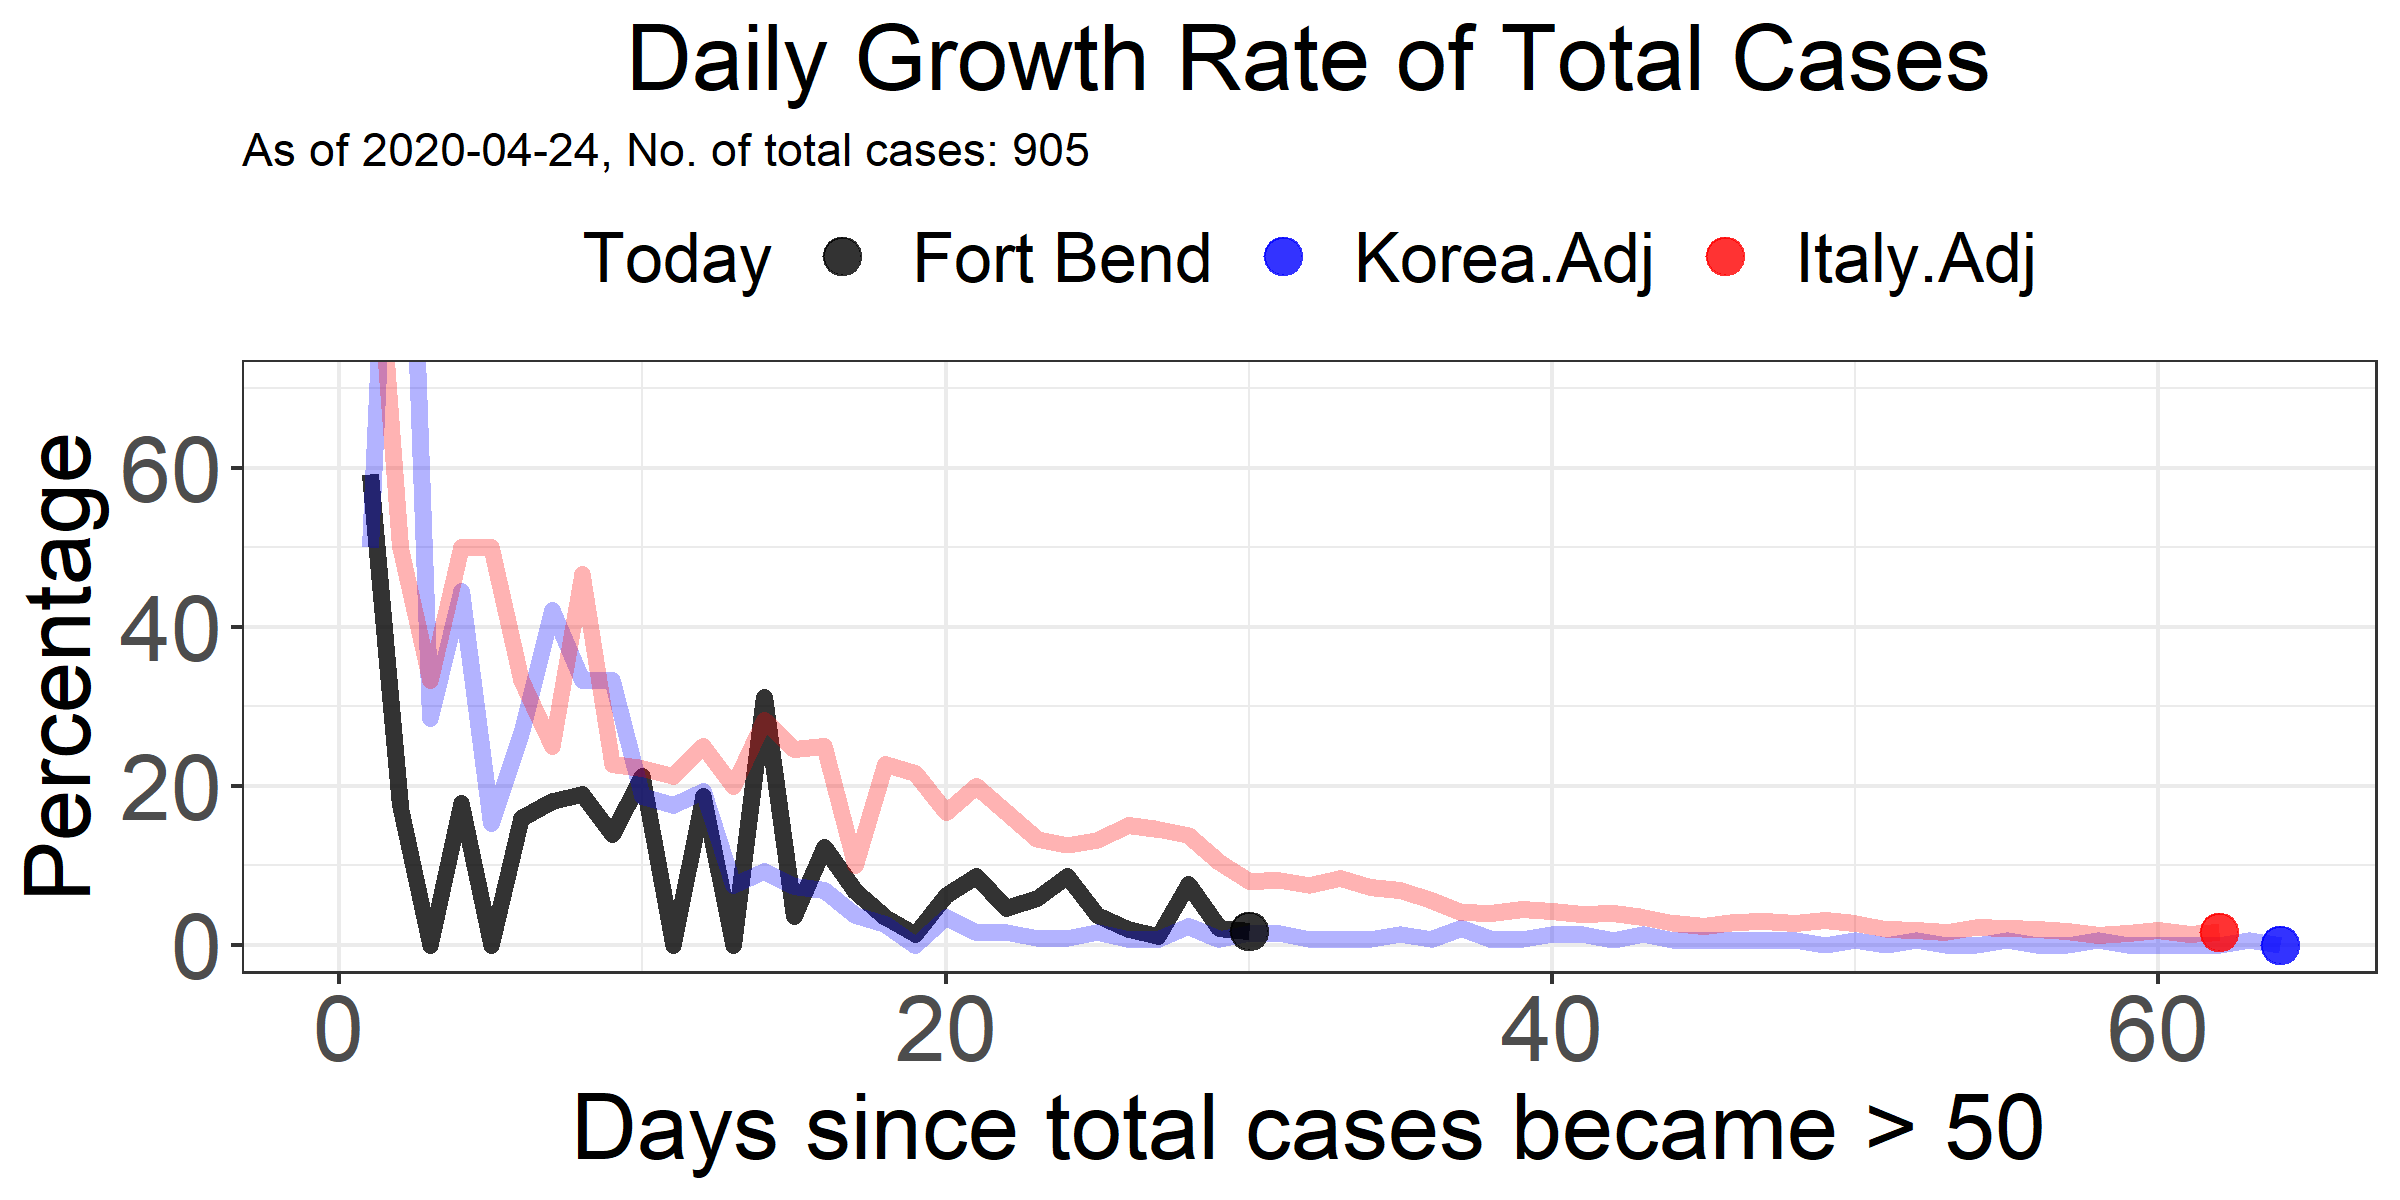 Daily Growth Rate of Total Cases
As of 2020-04-24, No. of total cases: 905
Today Fort Bend Korea.Adj Italy.Adj
Percentage
60
40
20
0
0 20 40 60
Days since total cases became > 50